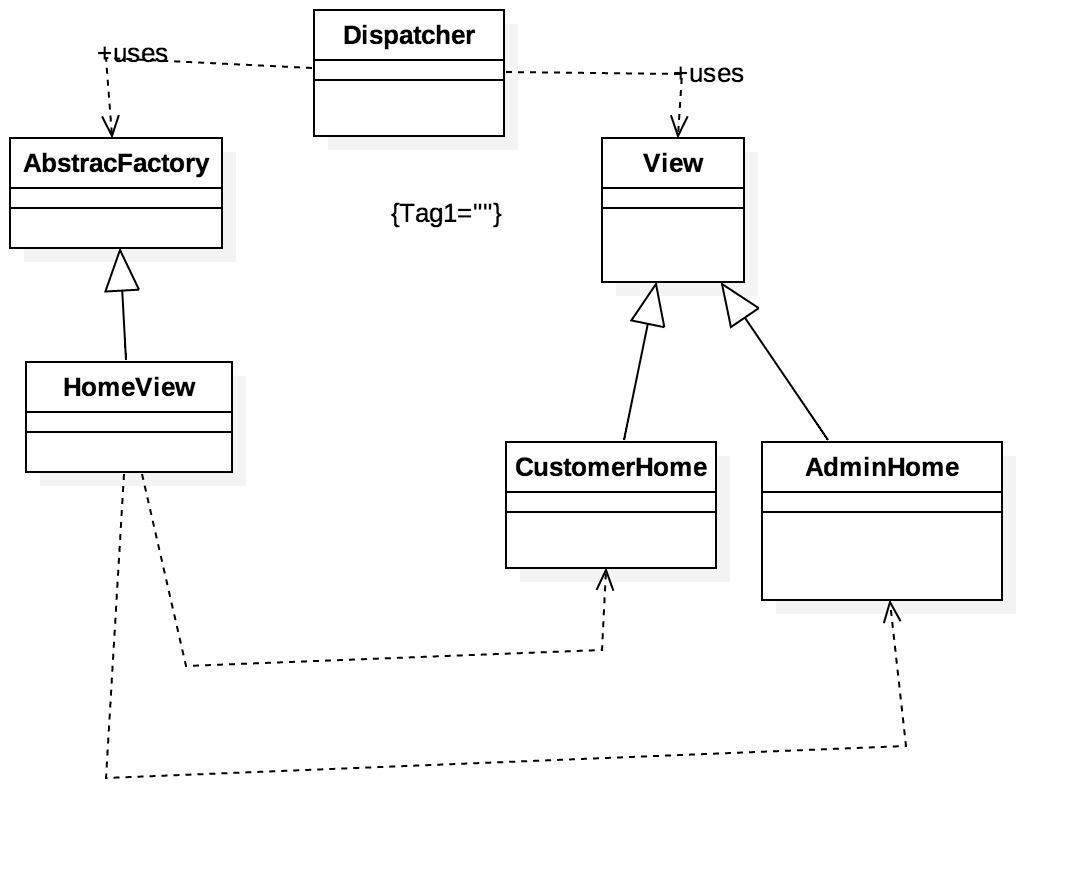 Dispatcher
+uses
+uses
AbstracFactory
View
{Tag1=""}
HomeView
CustomerHome
AdminHome